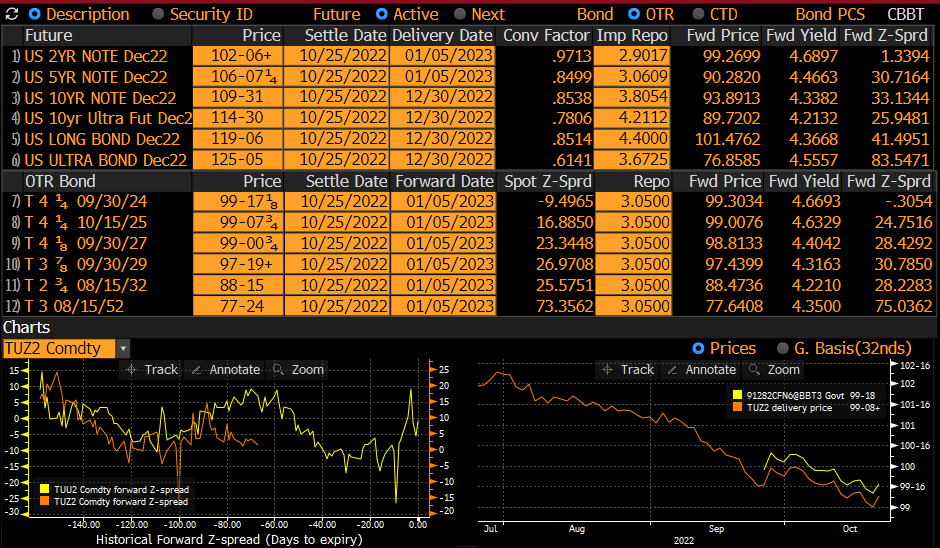 Description Security ID Future Active Next Bond OTR CTD Bond PCS CBBT
Future Price Settle Date Delivery Date Conv Factor Imp Repo Fwd Price Fwd Yield Fwd Z-Sprd
1) US 2YR NOTE Dec22 102-06+ 10/25/2022 01/05/2023 .9713 2.9017 99.2699 4.6897 1.3394
2) US 5YR NOTE Dec22 106-07¼ 10/25/2022 01/05/2023 .8499 3.0609 90.2820 4.4663 30.7164
3) US 10YR NOTE Dec22 109-31 10/25/2022 12/30/2022 .8538 3.8054 93.8913 4.3382 33.1344
4) US 10yr Ultra Fut Dec2 114-30 10/25/2022 12/30/2022 .7806 4.2112 89.7202 4.2132 25.9481
5) US LONG BOND Dec22 119-06 10/25/2022 12/30/2022 .8514 4.4000 101.4762 4.3668 41.4951
6) US ULTRA BOND Dec22 125-05 10/25/2022 12/30/2022 .6141 3.6725 76.8585 4.5557 83.5471
OTR Bond Price Settle Date Forward Date Spot Z-Sprd Repo Fwd Price Fwd Yield Fwd Z-Sprd
7) T 4 ¼ 09/30/24 99-17⅛ 10/25/2022 01/05/2023 -9.4965 3.0500 99.3034 4.6693 -.3054
8) T 4 ¼ 10/15/25 99-07¾ 10/25/2022 01/05/2023 16.8850 3.0500 99.0076 4.6329 24.7516
9) T 4 ⅛ 09/30/27 99-00¾ 10/25/2022 01/05/2023 23.3448 3.0500 98.8133 4.4042 28.4292
10) T 3 ⅞ 09/30/29 97-19+ 10/25/2022 01/05/2023 26.9708 3.0500 97.4399 4.3163 30.7850
11) T 2 ¾ 08/15/32 88-15 10/25/2022 01/05/2023 25.5751 3.0500 88.4736 4.2210 28.2283
12) T 3 08/15/52 77-24 10/25/2022 01/05/2023 73.3562 3.0500 77.6408 4.3500 75.0362
Charts
TUZ2 Comdty Prices G. Basis(32nds)
Track Annotate Zoom
15
10
5
0
-5
-10
-15
-20
-25
-30
25
20
15
10
5
0
-5
-10
-15
-20
TUU2 Comdty forward Z-spread
TUZ2 Comdty forward Z-spread
-140.00 -120.00 -100.00 -80.00 -60.00 -40.00 -20.00 0.00
Historical Forward Z-spread (Days to expiry)
Track Annotate Zoom
91282CFN6@BBT3 Govt 99-18
TUZ2 delivery price 99-08+
102-16
102
101-16
101
100-16
100
99-16
99
Jul Aug Sep Oct
2022